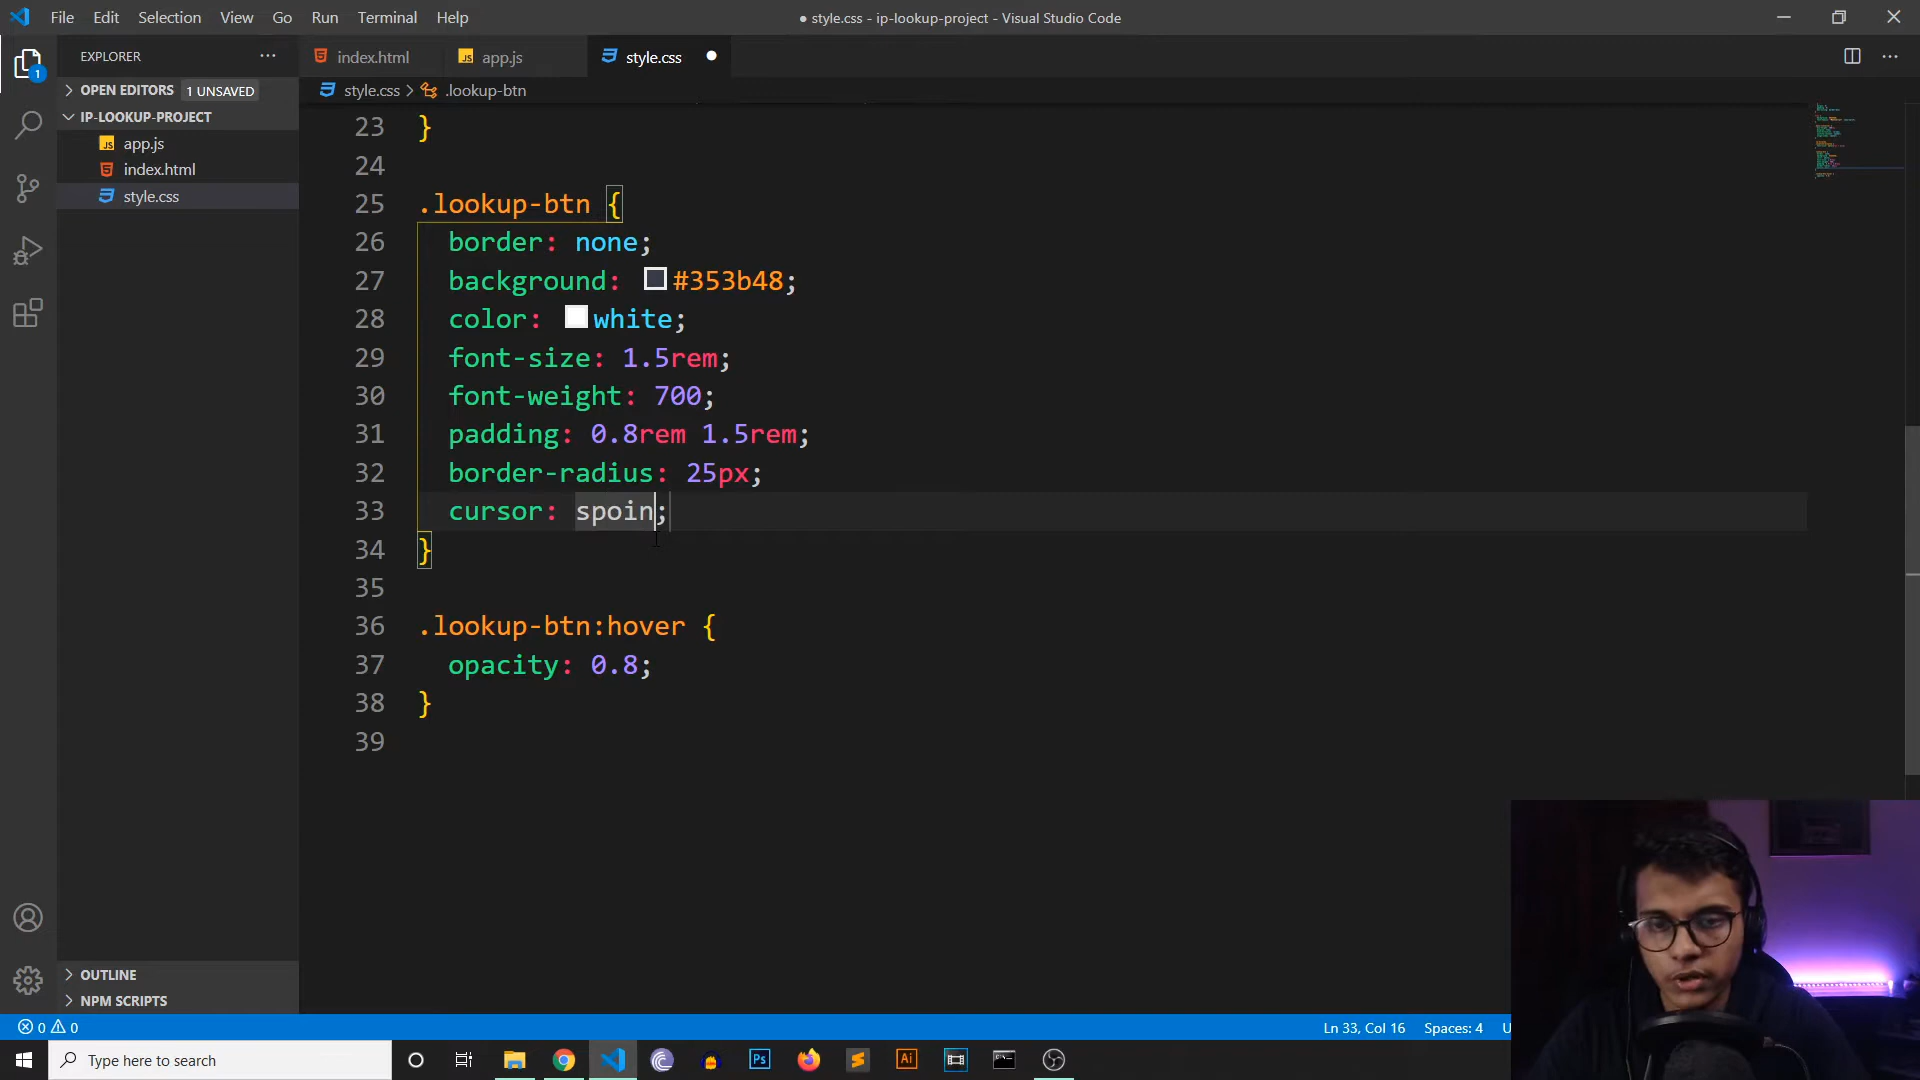 File Edit Selection View Go Run Terminal Help
● style.css - ip-lookup-project - Visual Studio Code
EXPLORER
index.html
JS app.js
style.css
OPEN EDITORS 1 UNSAVED
style.css > .lookup-btn
IP-LOOKUP-PROJECT
JS app.js
index.html
style.css
1
23 }
24
25 .lookup-btn {
26 border: none;
27 background: #353b48;
28 color: white;
29 font-size: 1.5rem;
30 font-weight: 700;
31 padding: 0.8rem 1.5rem;
32 border-radius: 25px;
33 cursor: spoin;
34 }
35
36 .lookup-btn:hover {
37 opacity: 0.8;
38 }
39
OUTLINE
NPM SCRIPTS
0 0
Ln 33, Col 16 Spaces: 4 U
Type here to search
Ps
Ai